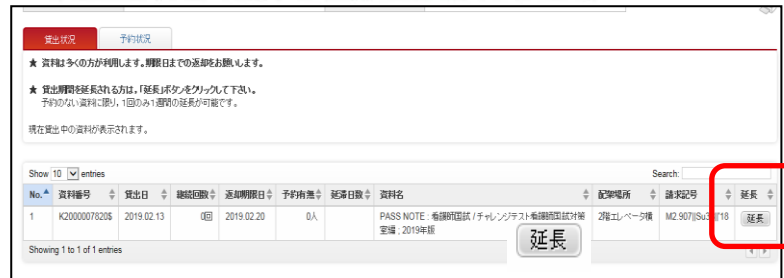 貸出状況 予約状況
★ 資料は多くの方が利用します。期限日までの返却をお願いします。
★ 貸出期間を延長される方は、「延長」ボタンをクリックして下さい。
予約のない資料に限り、1回のみ1週間の延長が可能です。
現在貸出中の資料が表示されます。
Show 10 entries Search:
No. 資料番号 貸出日 継続回数 返却期限日 予約有無 延滞日数 資料名 配架場所 請求記号 延長
1 K2000007820$ 2019.02.13 0回 2019.02.20 0人 PASS NOTE : 看護師国試 / チャレンジテスト看護師国試対策 2階エレベータ横 M2.907||Su3||'18 延長
室編 ; 2019年版
延長
Showing 1 to 1 of 1 entries